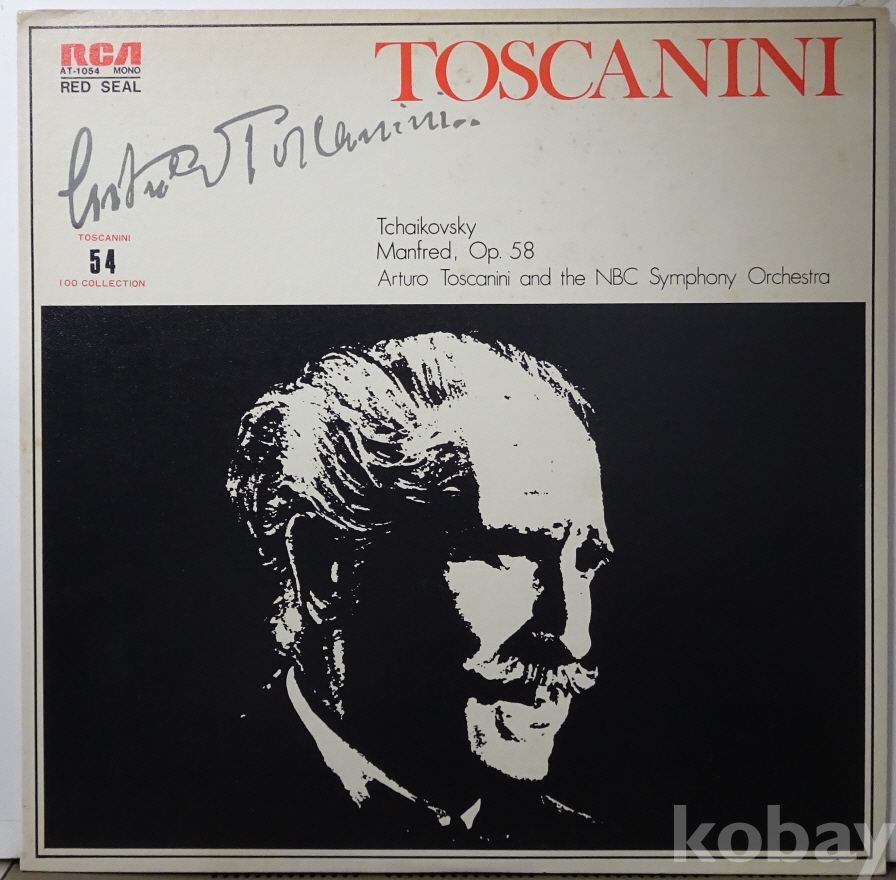 RCA
AT-1054 MONO
RED SEAL
TOSCANINI
Arturo Toscanini
TOSCANINI
54
100 COLLECTION
Tchaikovsky
Manfred, Op. 58
Arturo Toscanini and the NBC Symphony Orchestra
kobay